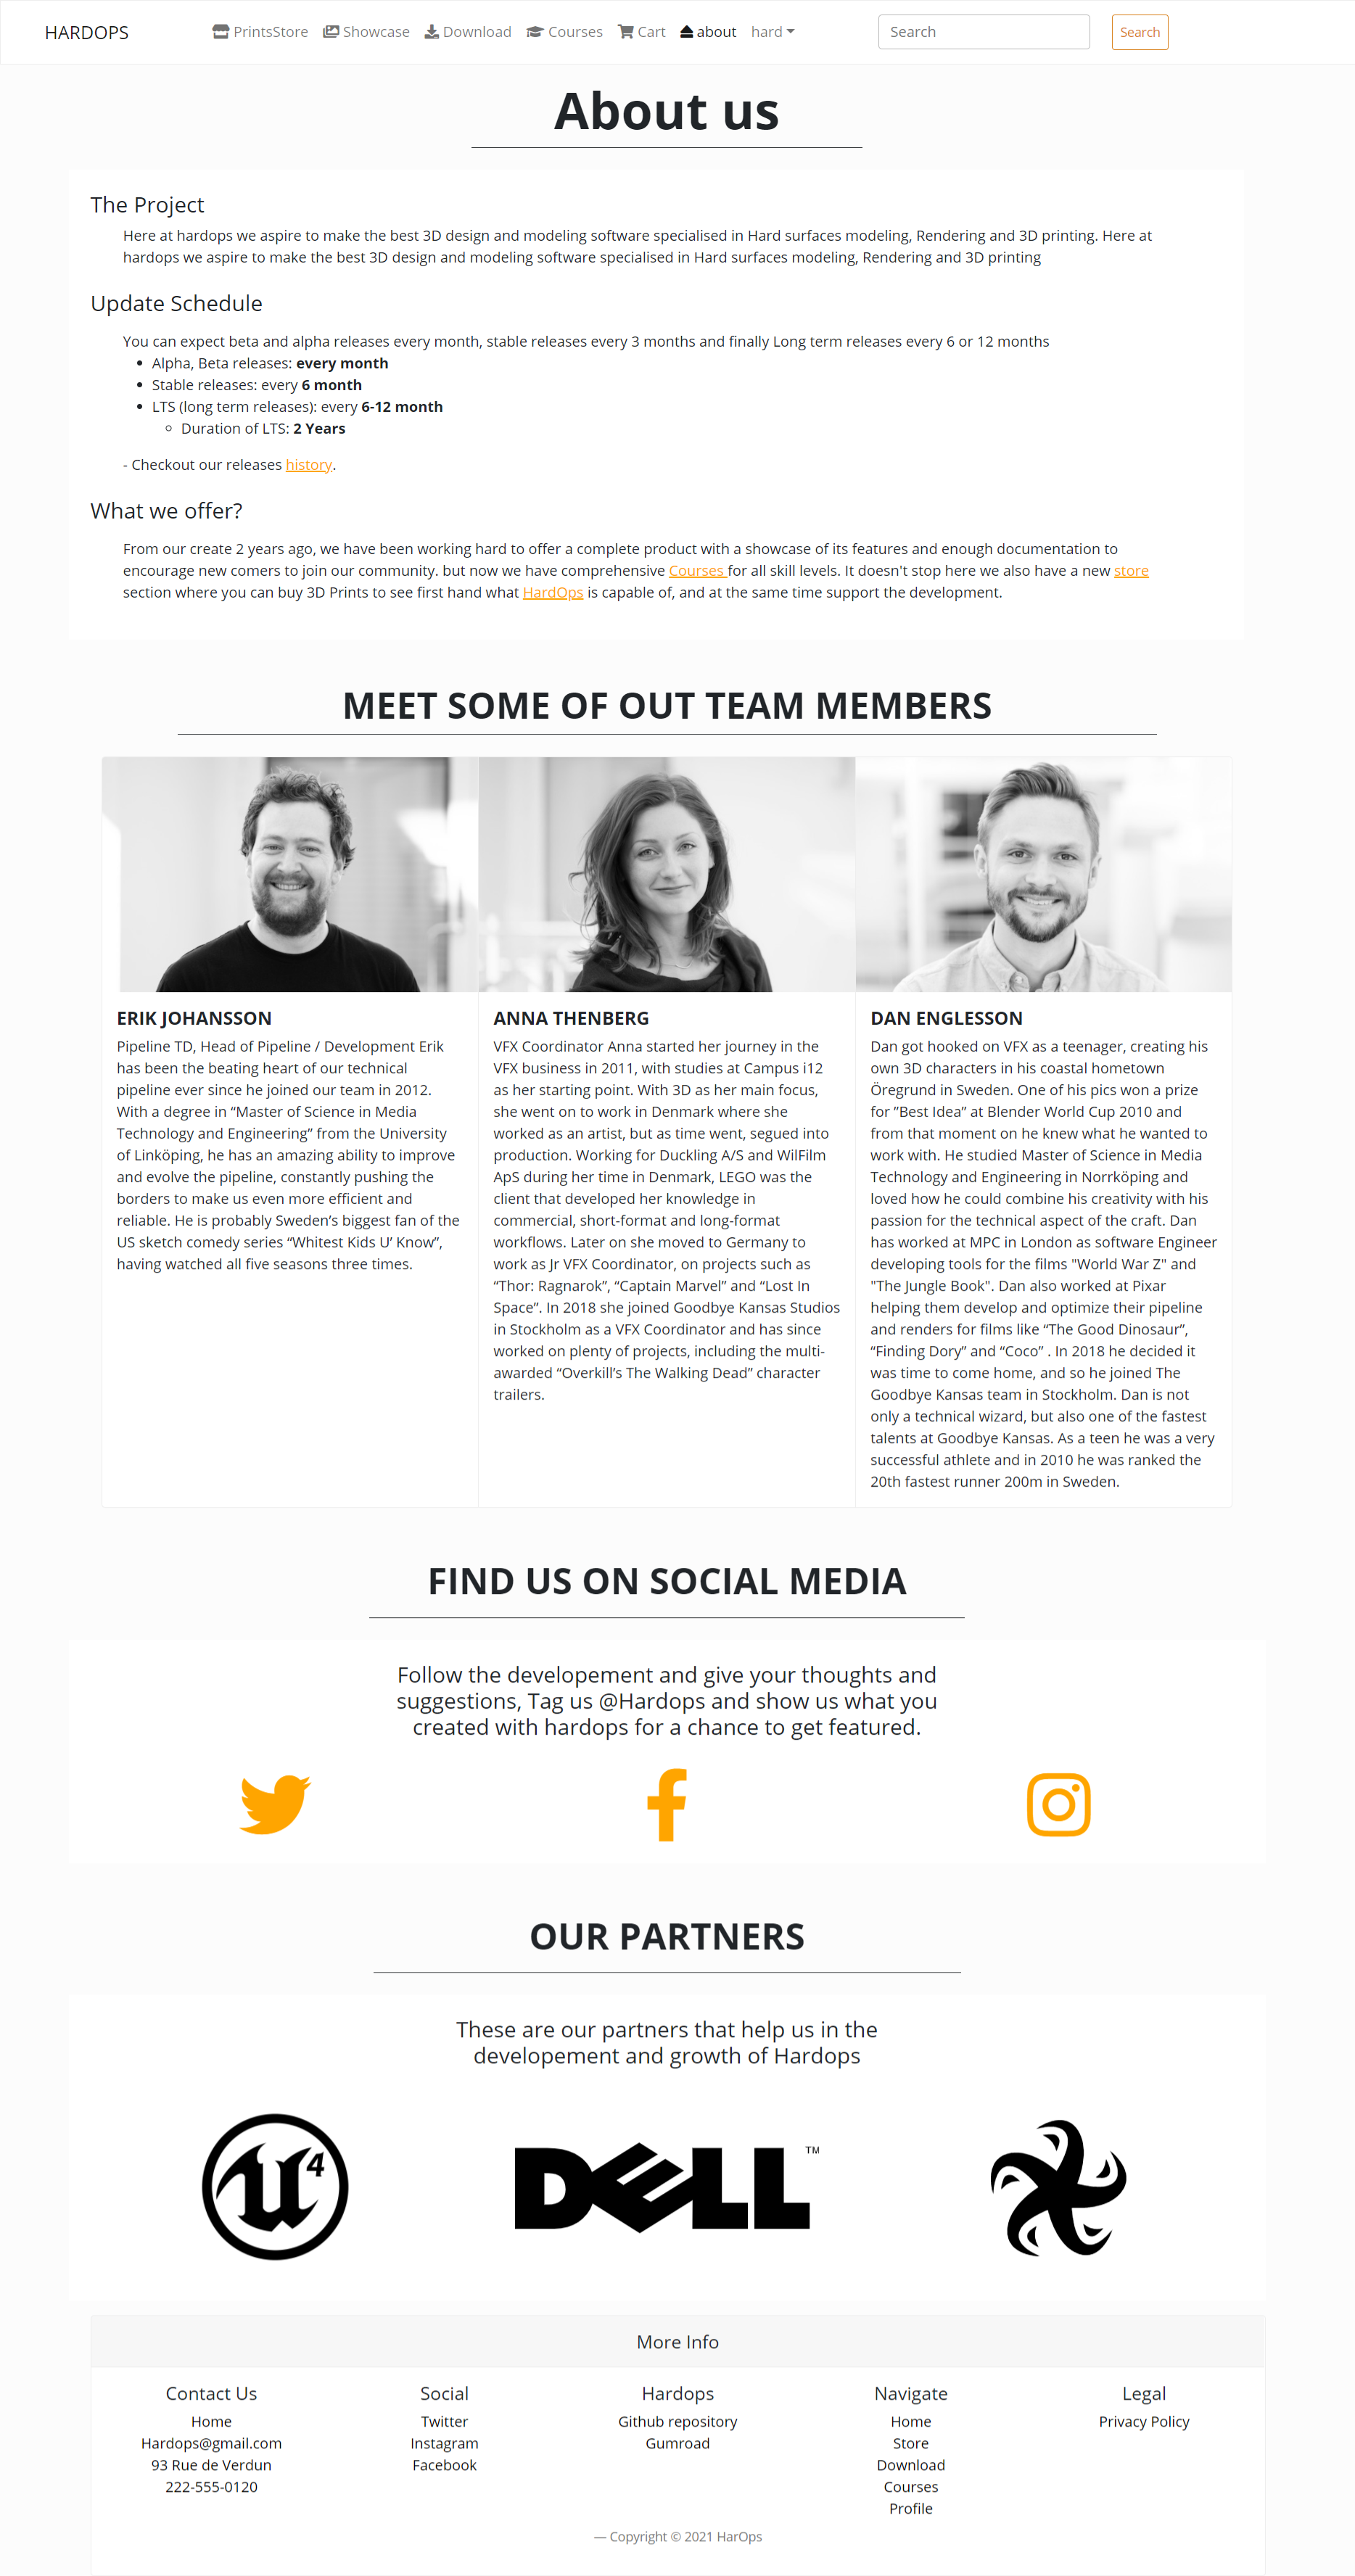 HARDOPS
PrintsStore Showcase Download Courses Cart about hard
Search
Search
About us
The Project
Here at hardops we aspire to make the best 3D design and modeling software specialised in Hard surfaces modeling, Rendering and 3D printing. Here at
hardops we aspire to make the best 3D design and modeling software specialised in Hard surfaces modeling, Rendering and 3D printing
Update Schedule
You can expect beta and alpha releases every month, stable releases every 3 months and finally Long term releases every 6 or 12 months
Alpha, Beta releases: every month
Stable releases: every 6 month
LTS (long term releases): every 6-12 month
Duration of LTS: 2 Years
- Checkout our releases history.
What we offer?
From our create 2 years ago, we have been working hard to offer a complete product with a showcase of its features and enough documentation to
encourage new comers to join our community. but now we have comprehensive Courses for all skill levels. It doesn't stop here we also have a new store
section where you can buy 3D Prints to see first hand what HardOps is capable of, and at the same time support the development.
MEET SOME OF OUT TEAM MEMBERS
ERIK JOHANSSON
Pipeline TD, Head of Pipeline / Development Erik
has been the beating heart of our technical
pipeline ever since he joined our team in 2012.
With a degree in “Master of Science in Media
Technology and Engineering” from the University
of Linköping, he has an amazing ability to improve
and evolve the pipeline, constantly pushing the
borders to make us even more efficient and
reliable. He is probably Sweden’s biggest fan of the
US sketch comedy series “Whitest Kids U’ Know”,
having watched all five seasons three times.
ANNA THENBERG
VFX Coordinator Anna started her journey in the
VFX business in 2011, with studies at Campus i12
as her starting point. With 3D as her main focus,
she went on to work in Denmark where she
worked as an artist, but as time went, segued into
production. Working for Duckling A/S and WilFilm
ApS during her time in Denmark, LEGO was the
client that developed her knowledge in
commercial, short-format and long-format
workflows. Later on she moved to Germany to
work as Jr VFX Coordinator, on projects such as
“Thor: Ragnarok”, “Captain Marvel” and “Lost In
Space”. In 2018 she joined Goodbye Kansas Studios
in Stockholm as a VFX Coordinator and has since
worked on plenty of projects, including the multi-
awarded “Overkill’s The Walking Dead” character
trailers.
DAN ENGLESSON
Dan got hooked on VFX as a teenager, creating his
own 3D characters in his coastal hometown
Öregrund in Sweden. One of his pics won a prize
for ”Best Idea” at Blender World Cup 2010 and
from that moment on he knew what he wanted to
work with. He studied Master of Science in Media
Technology and Engineering in Norrköping and
loved how he could combine his creativity with his
passion for the technical aspect of the craft. Dan
has worked at MPC in London as software Engineer
developing tools for the films "World War Z" and
"The Jungle Book". Dan also worked at Pixar
helping them develop and optimize their pipeline
and renders for films like “The Good Dinosaur”,
“Finding Dory” and “Coco” . In 2018 he decided it
was time to come home, and so he joined The
Goodbye Kansas team in Stockholm. Dan is not
only a technical wizard, but also one of the fastest
talents at Goodbye Kansas. As a teen he was a very
successful athlete and in 2010 he was ranked the
20th fastest runner 200m in Sweden.
FIND US ON SOCIAL MEDIA
Follow the developement and give your thoughts and
suggestions, Tag us @Hardops and show us what you
created with hardops for a chance to get featured.
OUR PARTNERS
These are our partners that help us in the
developement and growth of Hardops
U4
DELL TM
More Info
Contact Us
Home
Hardops@gmail.com
93 Rue de Verdun
222-555-0120
Social
Twitter
Instagram
Facebook
Hardops
Github repository
Gumroad
Navigate
Home
Store
Download
Courses
Profile
Legal
Privacy Policy
— Copyright © 2021 HarOps